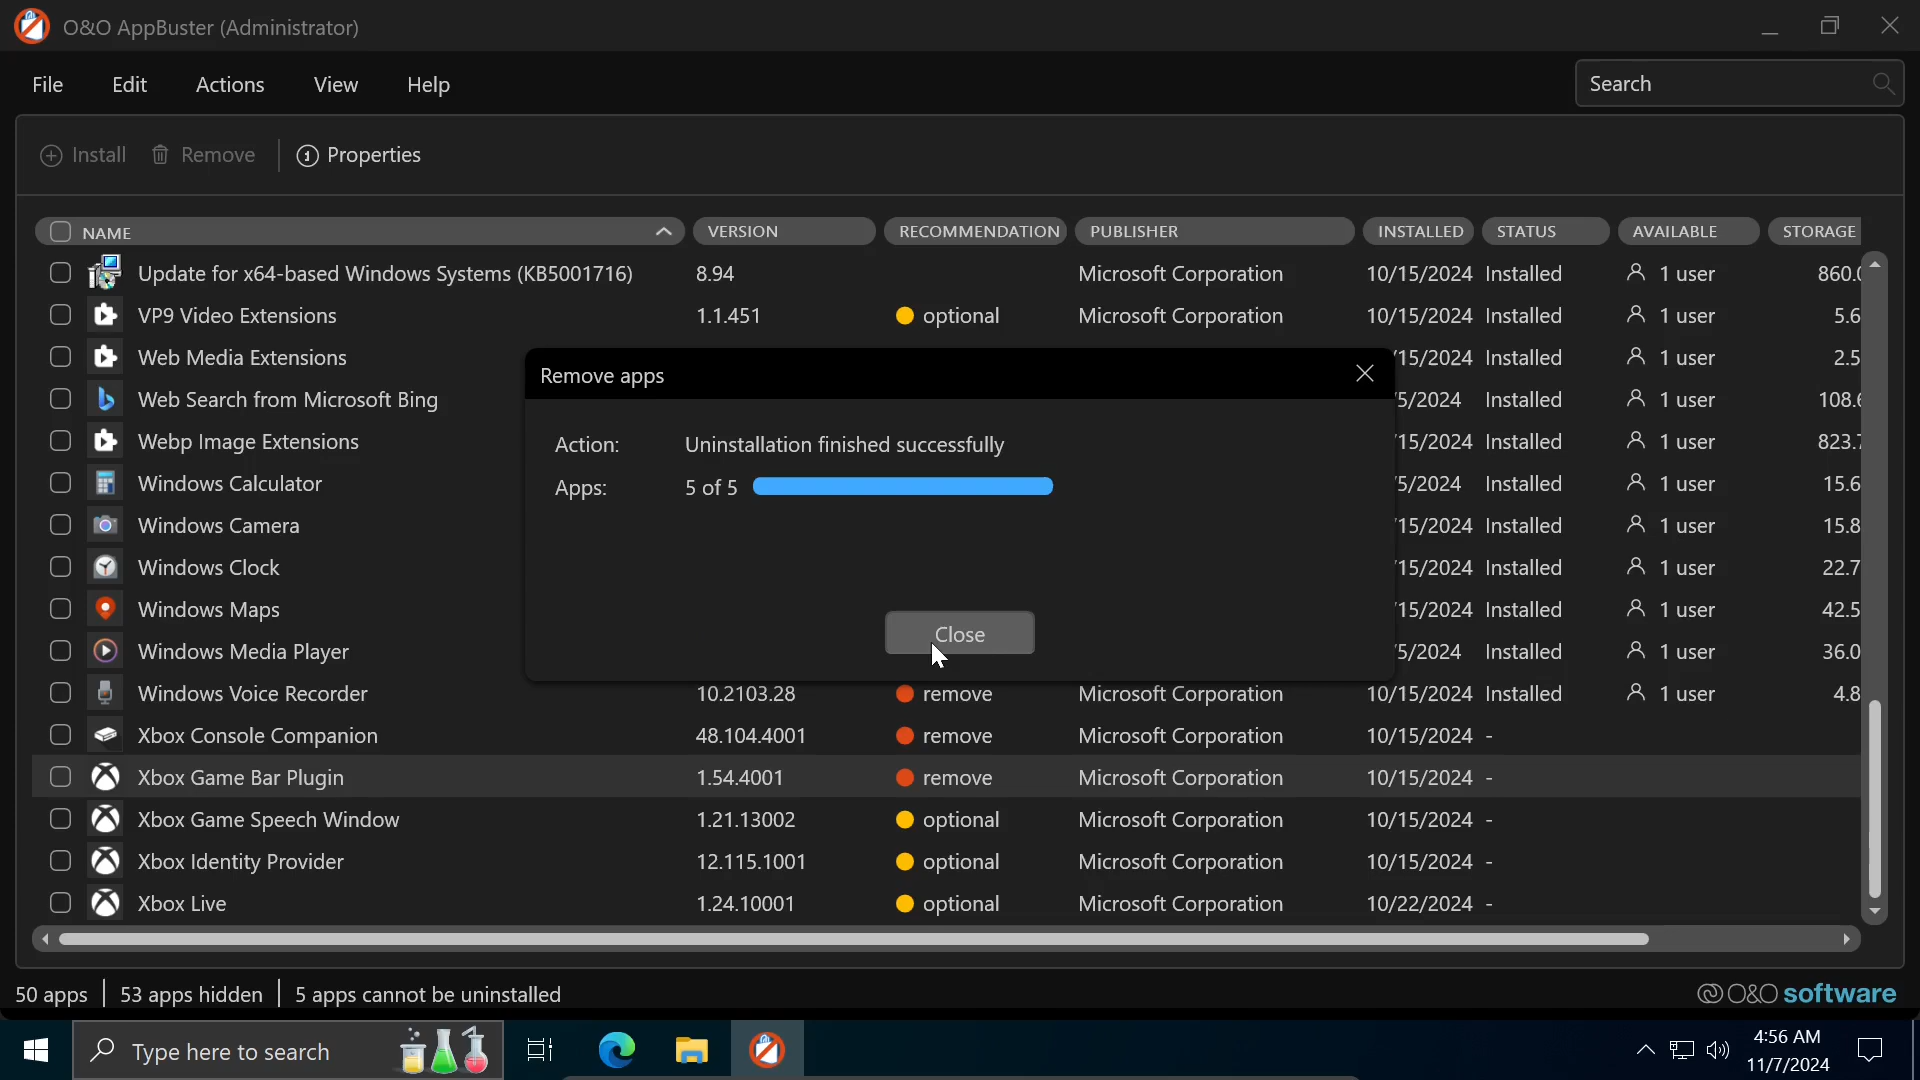 O&O AppBuster (Administrator)
File Edit Actions View Help Search
Install Remove Properties
NAME VERSION RECOMMENDATION PUBLISHER INSTALLED STATUS AVAILABLE STORAGE
Update for x64-based Windows Systems (KB5001716) 8.94 Microsoft Corporation 10/15/2024 Installed 1 user 860.
VP9 Video Extensions 1.1.451 optional Microsoft Corporation 10/15/2024 Installed 1 user 5.6
Web Media Extensions /15/2024 Installed 1 user 2.5
Web Search from Microsoft Bing 5/2024 Installed 1 user 108.
Webp Image Extensions /15/2024 Installed 1 user 823.
Windows Calculator 5/2024 Installed 1 user 15.6
Windows Camera /15/2024 Installed 1 user 15.8
Windows Clock /15/2024 Installed 1 user 22.7
Windows Maps /15/2024 Installed 1 user 42.5
Windows Media Player 5/2024 Installed 1 user 36.0
Windows Voice Recorder 10.2103.28 remove Microsoft Corporation 10/15/2024 Installed 1 user 4.8
Xbox Console Companion 48.104.4001 remove Microsoft Corporation 10/15/2024 -
Xbox Game Bar Plugin 1.54.4001 remove Microsoft Corporation 10/15/2024 -
Xbox Game Speech Window 1.21.13002 optional Microsoft Corporation 10/15/2024 -
Xbox Identity Provider 12.115.1001 optional Microsoft Corporation 10/15/2024 -
Xbox Live 1.24.10001 optional Microsoft Corporation 10/22/2024 -
Remove apps
Action: Uninstallation finished successfully
Apps: 5 of 5
Close
50 apps 53 apps hidden 5 apps cannot be uninstalled
O&O software
Type here to search
4:56 AM
11/7/2024